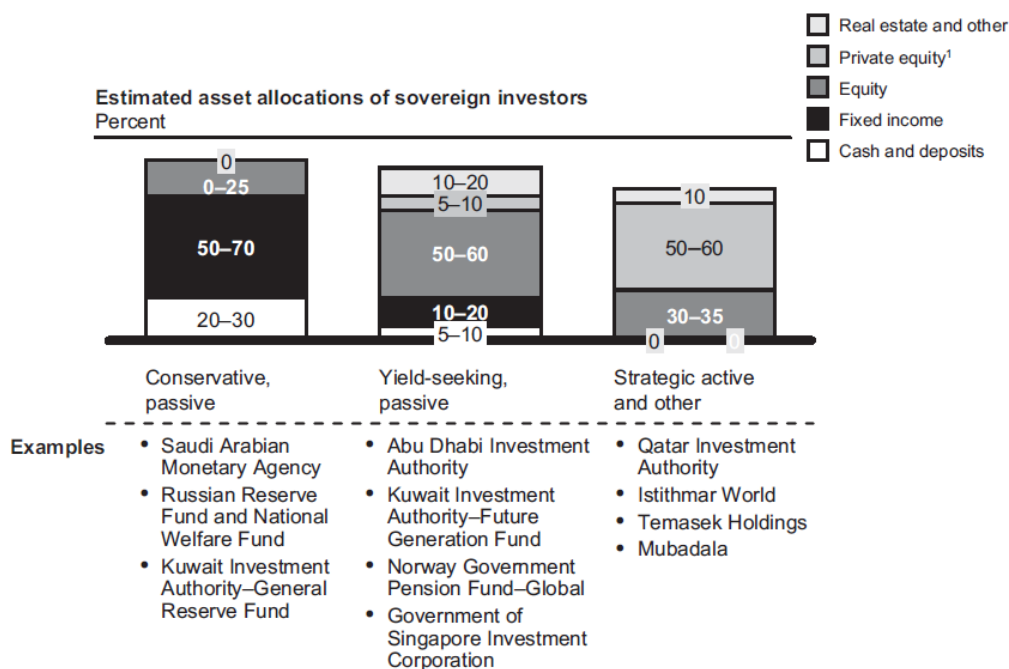 Real estate and other
Private equity¹
Equity
Fixed income
Cash and deposits
Estimated asset allocations of sovereign investors
Percent
0
0–25
50–70
20–30
10–20
5–10
50–60
10–20
5–10
10
50–60
30–35
0
0
Conservative,
passive
Yield-seeking,
passive
Strategic active
and other
Examples
• Saudi Arabian
Monetary Agency
• Russian Reserve
Fund and National
Welfare Fund
• Kuwait Investment
Authority–General
Reserve Fund
• Abu Dhabi Investment
Authority
• Kuwait Investment
Authority–Future
Generation Fund
• Norway Government
Pension Fund–Global
• Government of
Singapore Investment
Corporation
• Qatar Investment
Authority
• Istithmar World
• Temasek Holdings
• Mubadala